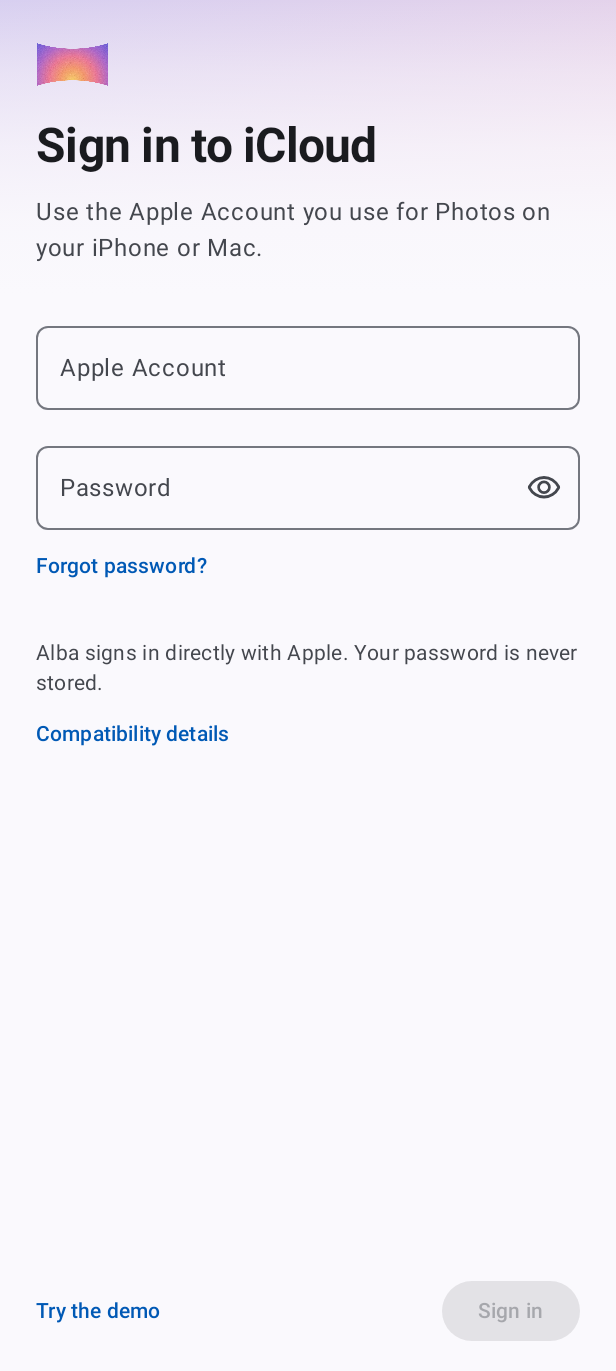 Sign in to iCloud
Use the Apple Account you use for Photos on
your iPhone or Mac.
Apple Account
Password
Forgot password?
Alba signs in directly with Apple. Your password is never
stored.
Compatibility details
Try the demo
Sign in